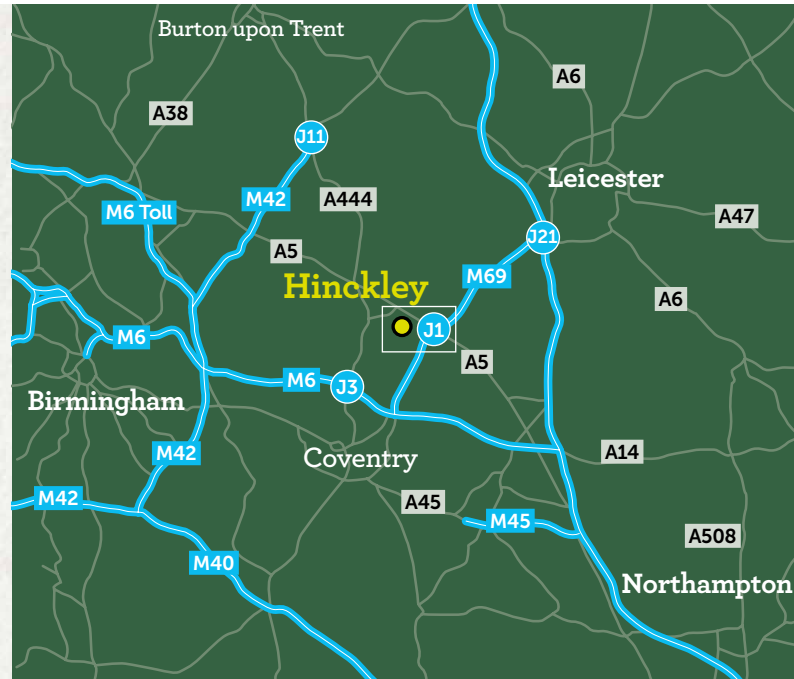 Burton upon Trent
A6
A38
J11
Leicester
M6 Toll
M42
A444
A47
A5
J21
Hinckley
M69
A6
M6
J1
A5
M6
J3
Birmingham
M42
Coventry
A14
M42
A45
M45
A508
M40
Northampton